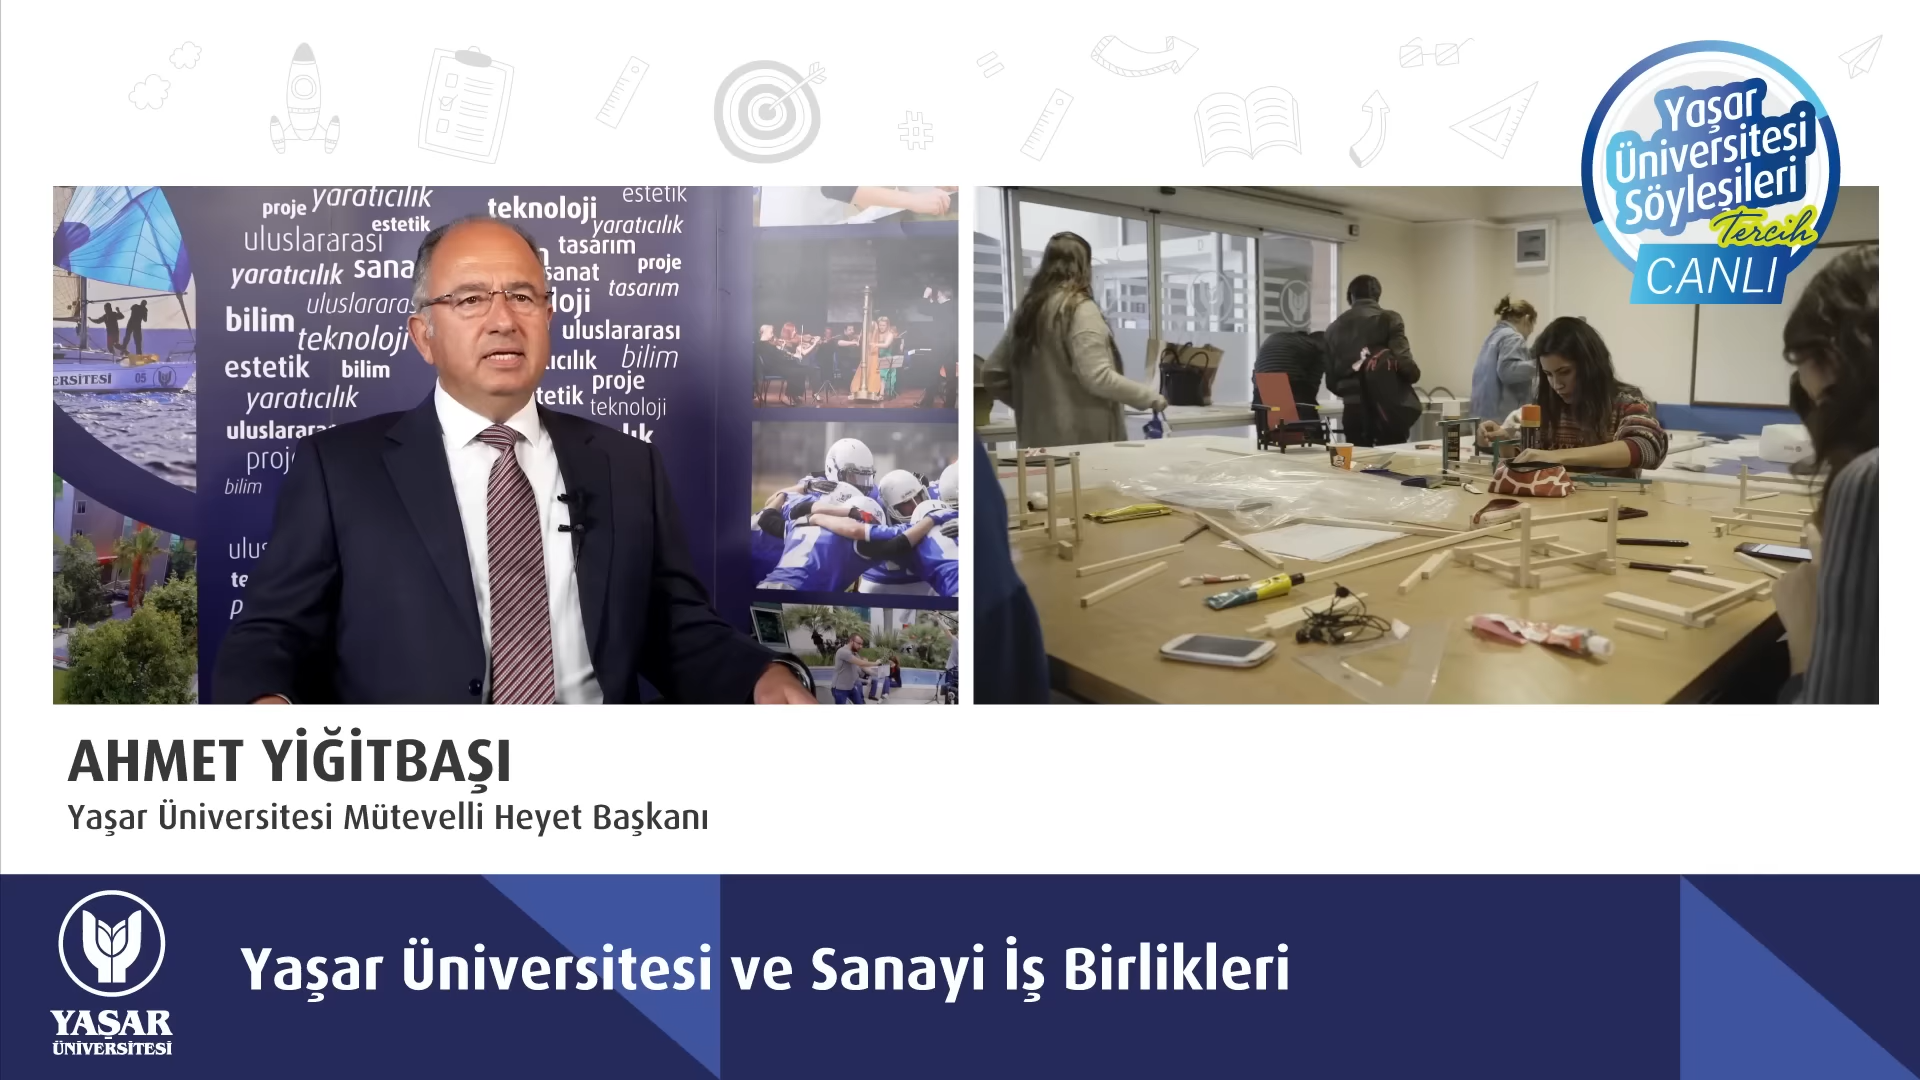 Yaşar
Üniversitesi
Söyleşileri
Tercih
CANLI
yaratıcılık
proje
estetik
uluslararası
yaratıcılık
bilim
teknoloji
estetik
bilim
yaratıcılık
bilim
teknoloji
estetik
yaratıcılık
tasarım
sanat
proje
tasarım
uluslararası
bilim
proje
teknoloji
05
AHMET YİĞİTBAŞI
Yaşar Üniversitesi Mütevelli Heyet Başkanı
Yaşar Üniversitesi ve Sanayi İş Birlikleri
YAŞAR
ÜNİVERSİTESİ